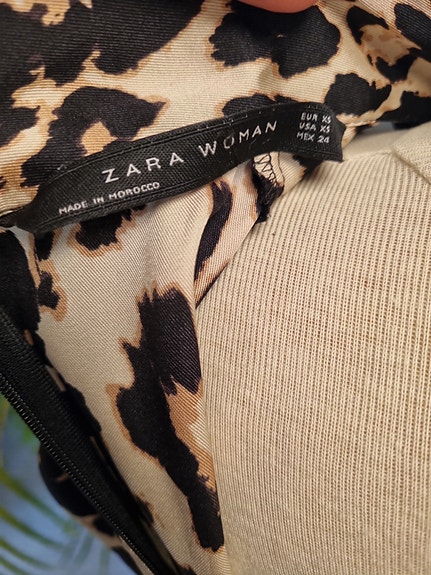 ZARA WOMAN
MADE IN MOROCCO
EUR XS
USA XS
MEX 24